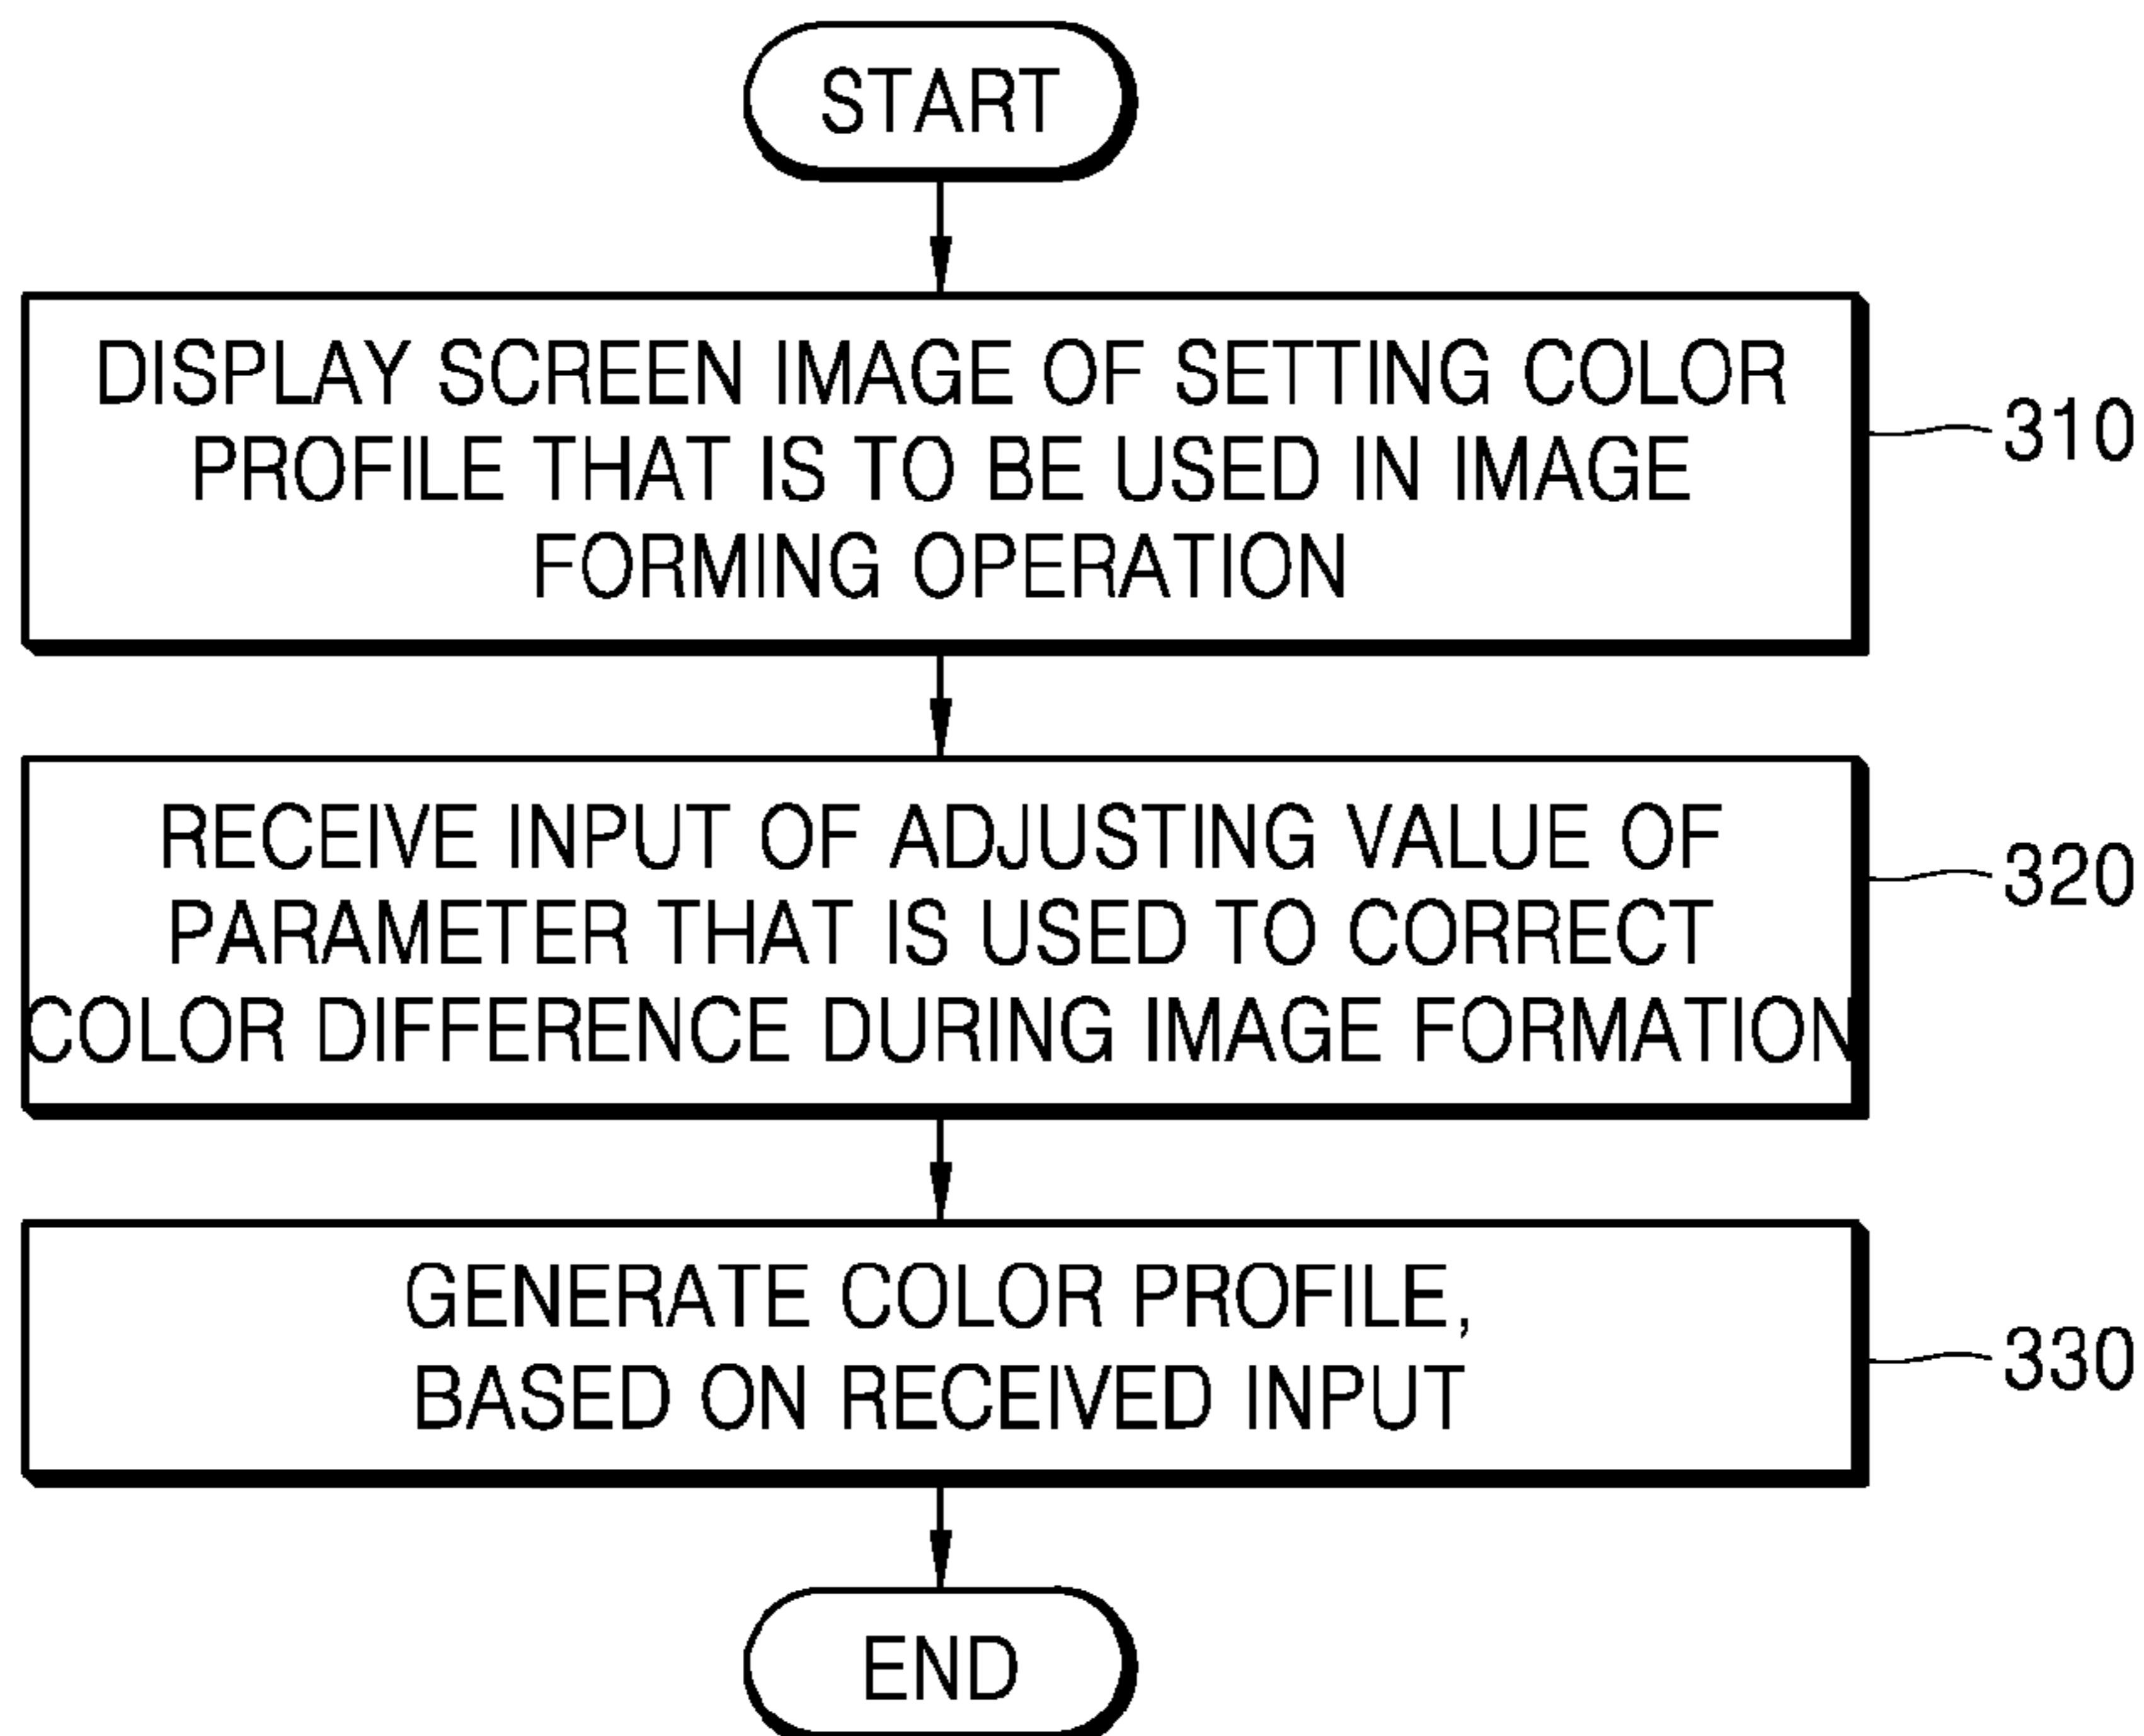 START
DISPLAY SCREEN IMAGE OF SETTING COLOR
PROFILE THAT IS TO BE USED IN IMAGE
FORMING OPERATION
310
RECEIVE INPUT OF ADJUSTING VALUE OF
PARAMETER THAT IS USED TO CORRECT
COLOR DIFFERENCE DURING IMAGE FORMATION
320
GENERATE COLOR PROFILE,
BASED ON RECEIVED INPUT
330
END